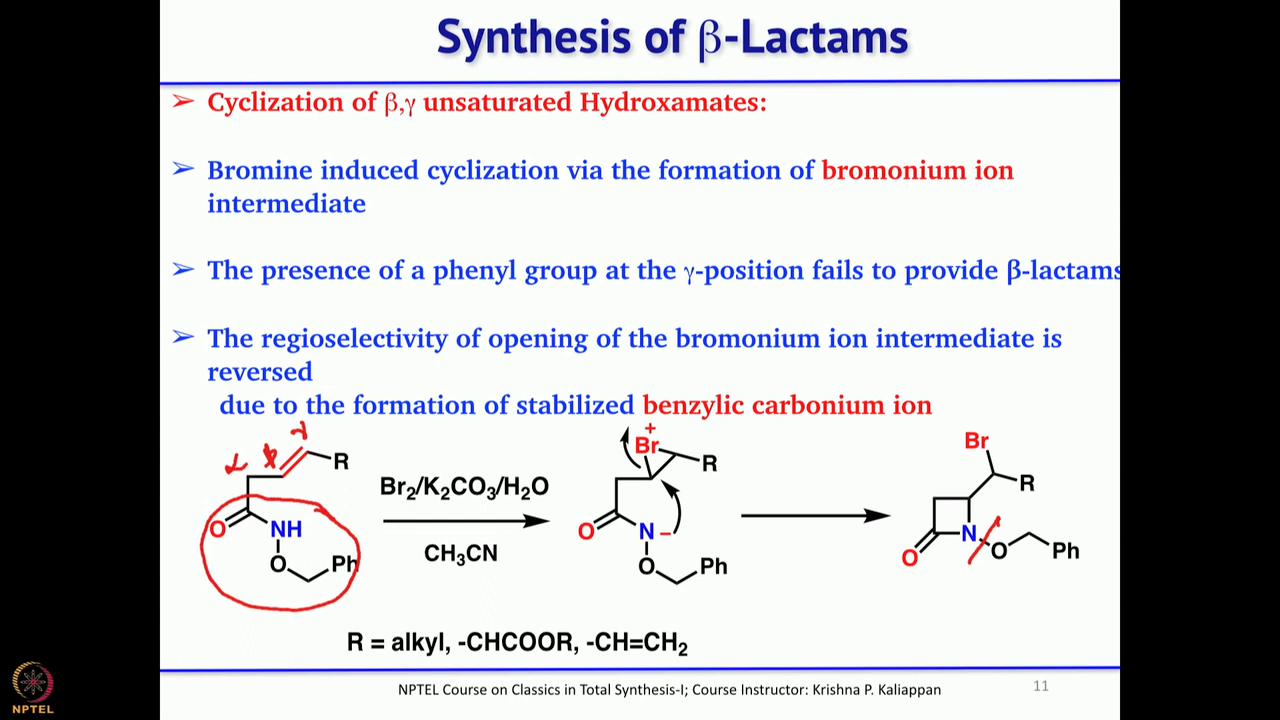 Synthesis of β-Lactams
➢ Cyclization of β,γ unsaturated Hydroxamates:
➢ Bromine induced cyclization via the formation of bromonium ion
intermediate
➢ The presence of a phenyl group at the γ-position fails to provide β-lactams
➢ The regioselectivity of opening of the bromonium ion intermediate is
reversed
due to the formation of stabilized benzylic carbonium ion
α β γ
R
O NH
O Ph
Br₂/K₂CO₃/H₂O
CH₃CN
+
Br
R
O N –
O Ph
Br
R
O N O Ph
R = alkyl, -CHCOOR, -CH=CH₂
NPTEL Course on Classics in Total Synthesis-I; Course Instructor: Krishna P. Kaliappan
11
NPTEL